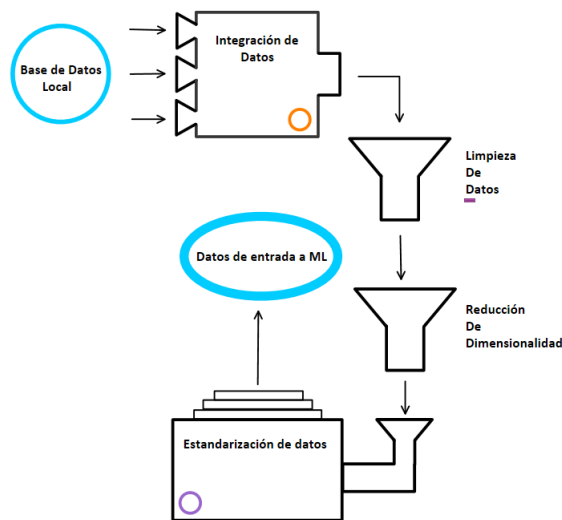 Base de Datos
Local
Integración de
Datos
Limpieza
De
Datos
Reducción
De
Dimensionalidad
Estandarización de datos
Datos de entrada a ML